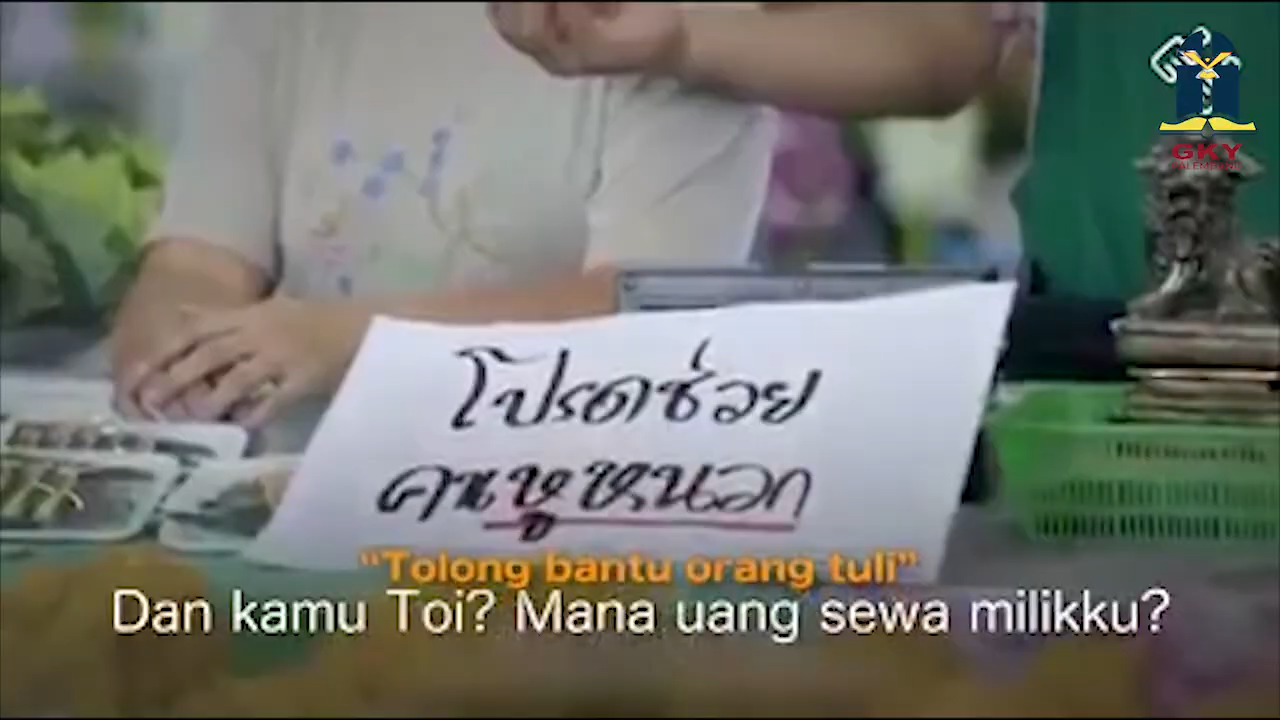 GKY
โปรดช่วย
คนหูหนวก
“Tolong bantu orang tuli”
Dan kamu Toi? Mana uang sewa milikku?